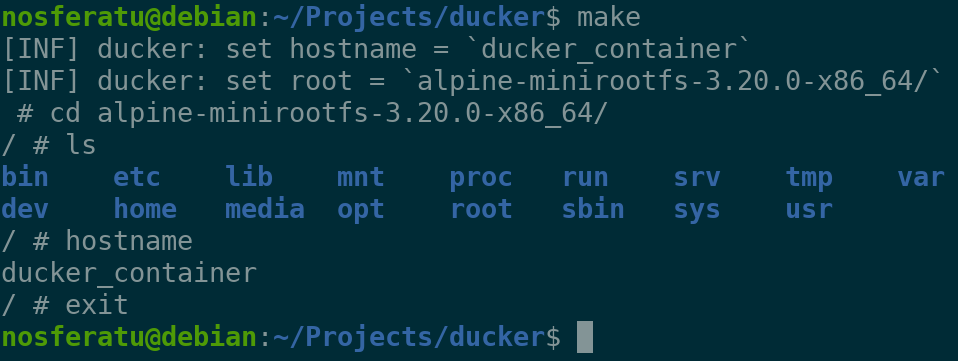 nosferatu@debian:~/Projects/ducker$ make
[INF] ducker: set hostname = `ducker_container`
[INF] ducker: set root = `alpine-minirootfs-3.20.0-x86_64/`
 # cd alpine-minirootfs-3.20.0-x86_64/
/ # ls
bin    etc    lib    mnt    proc   run    srv    tmp    var
dev    home   media  opt    root   sbin   sys    usr
/ # hostname
ducker_container
/ # exit
nosferatu@debian:~/Projects/ducker$